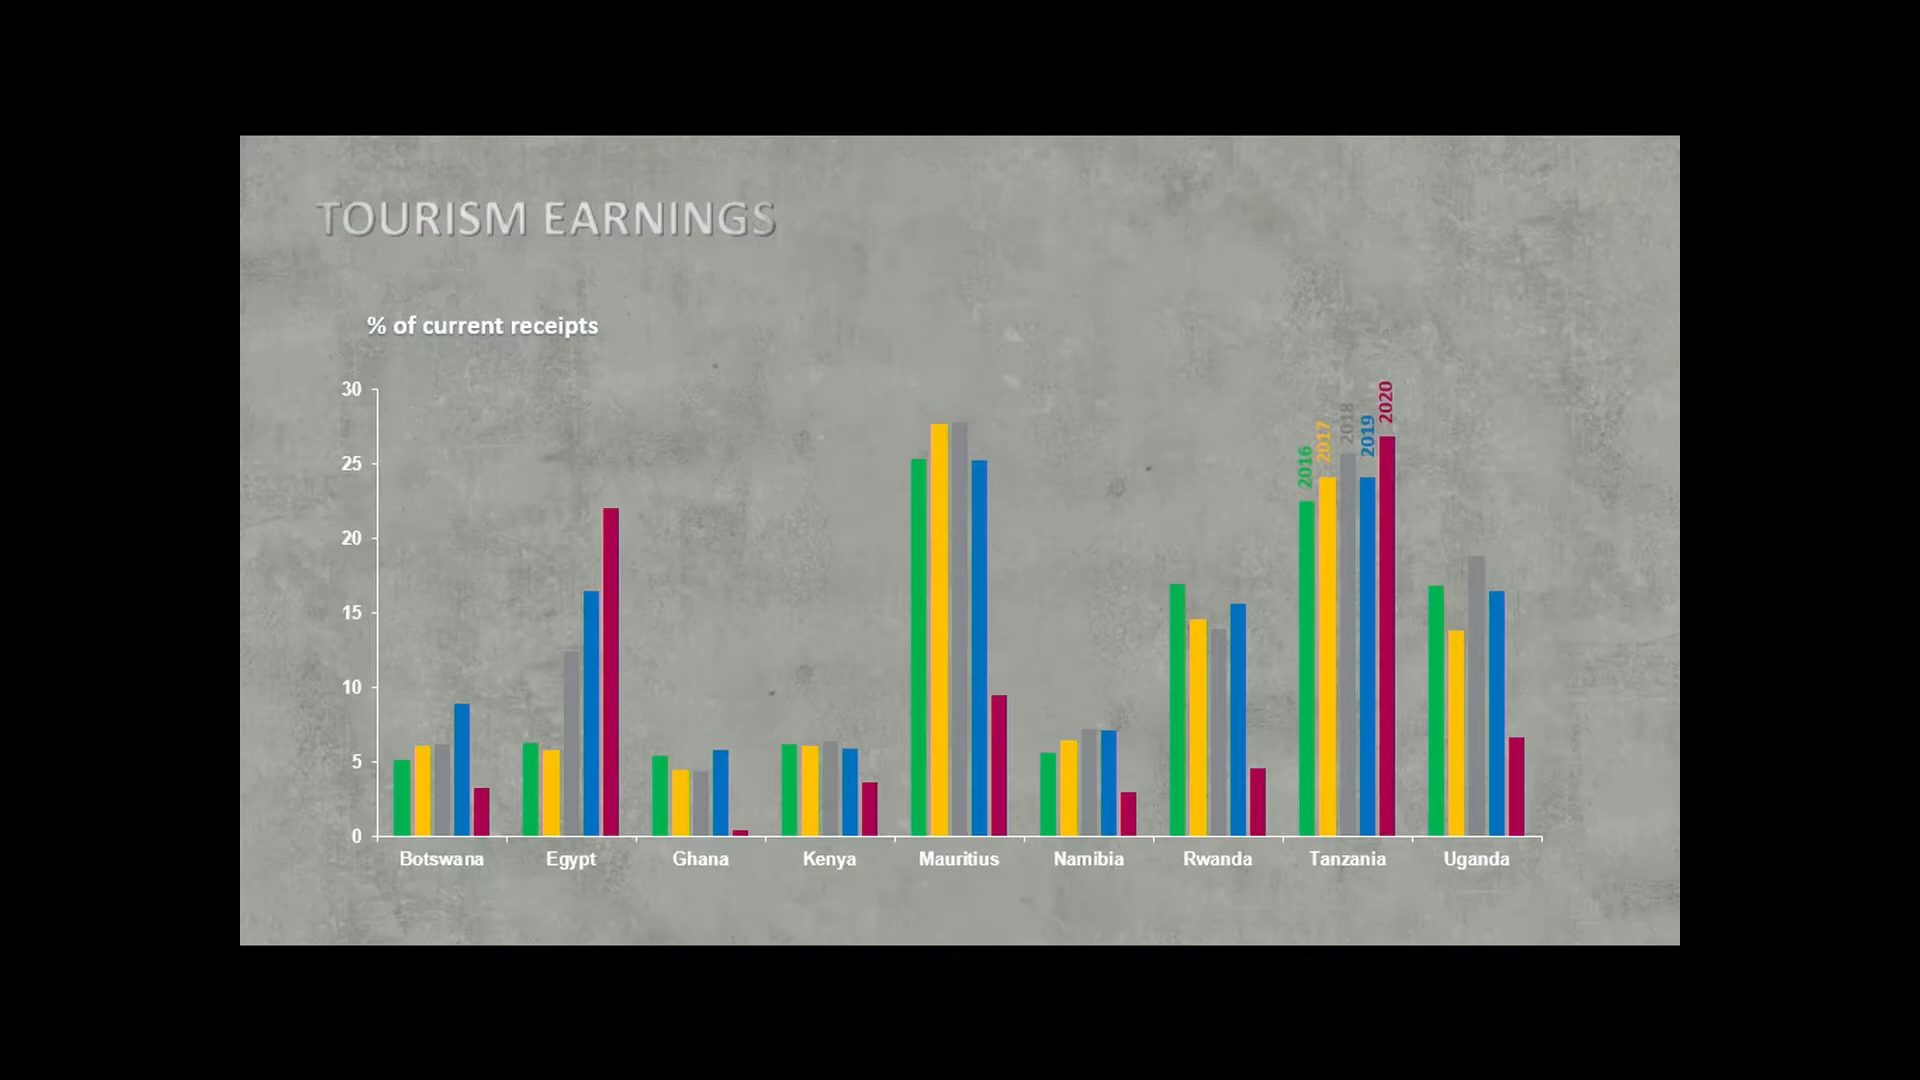 TOURISM EARNINGS
% of current receipts
30
25
20
15
10
5
0
2016
2017
2018
2019
2020
Botswana
Egypt
Ghana
Kenya
Mauritius
Namibia
Rwanda
Tanzania
Uganda